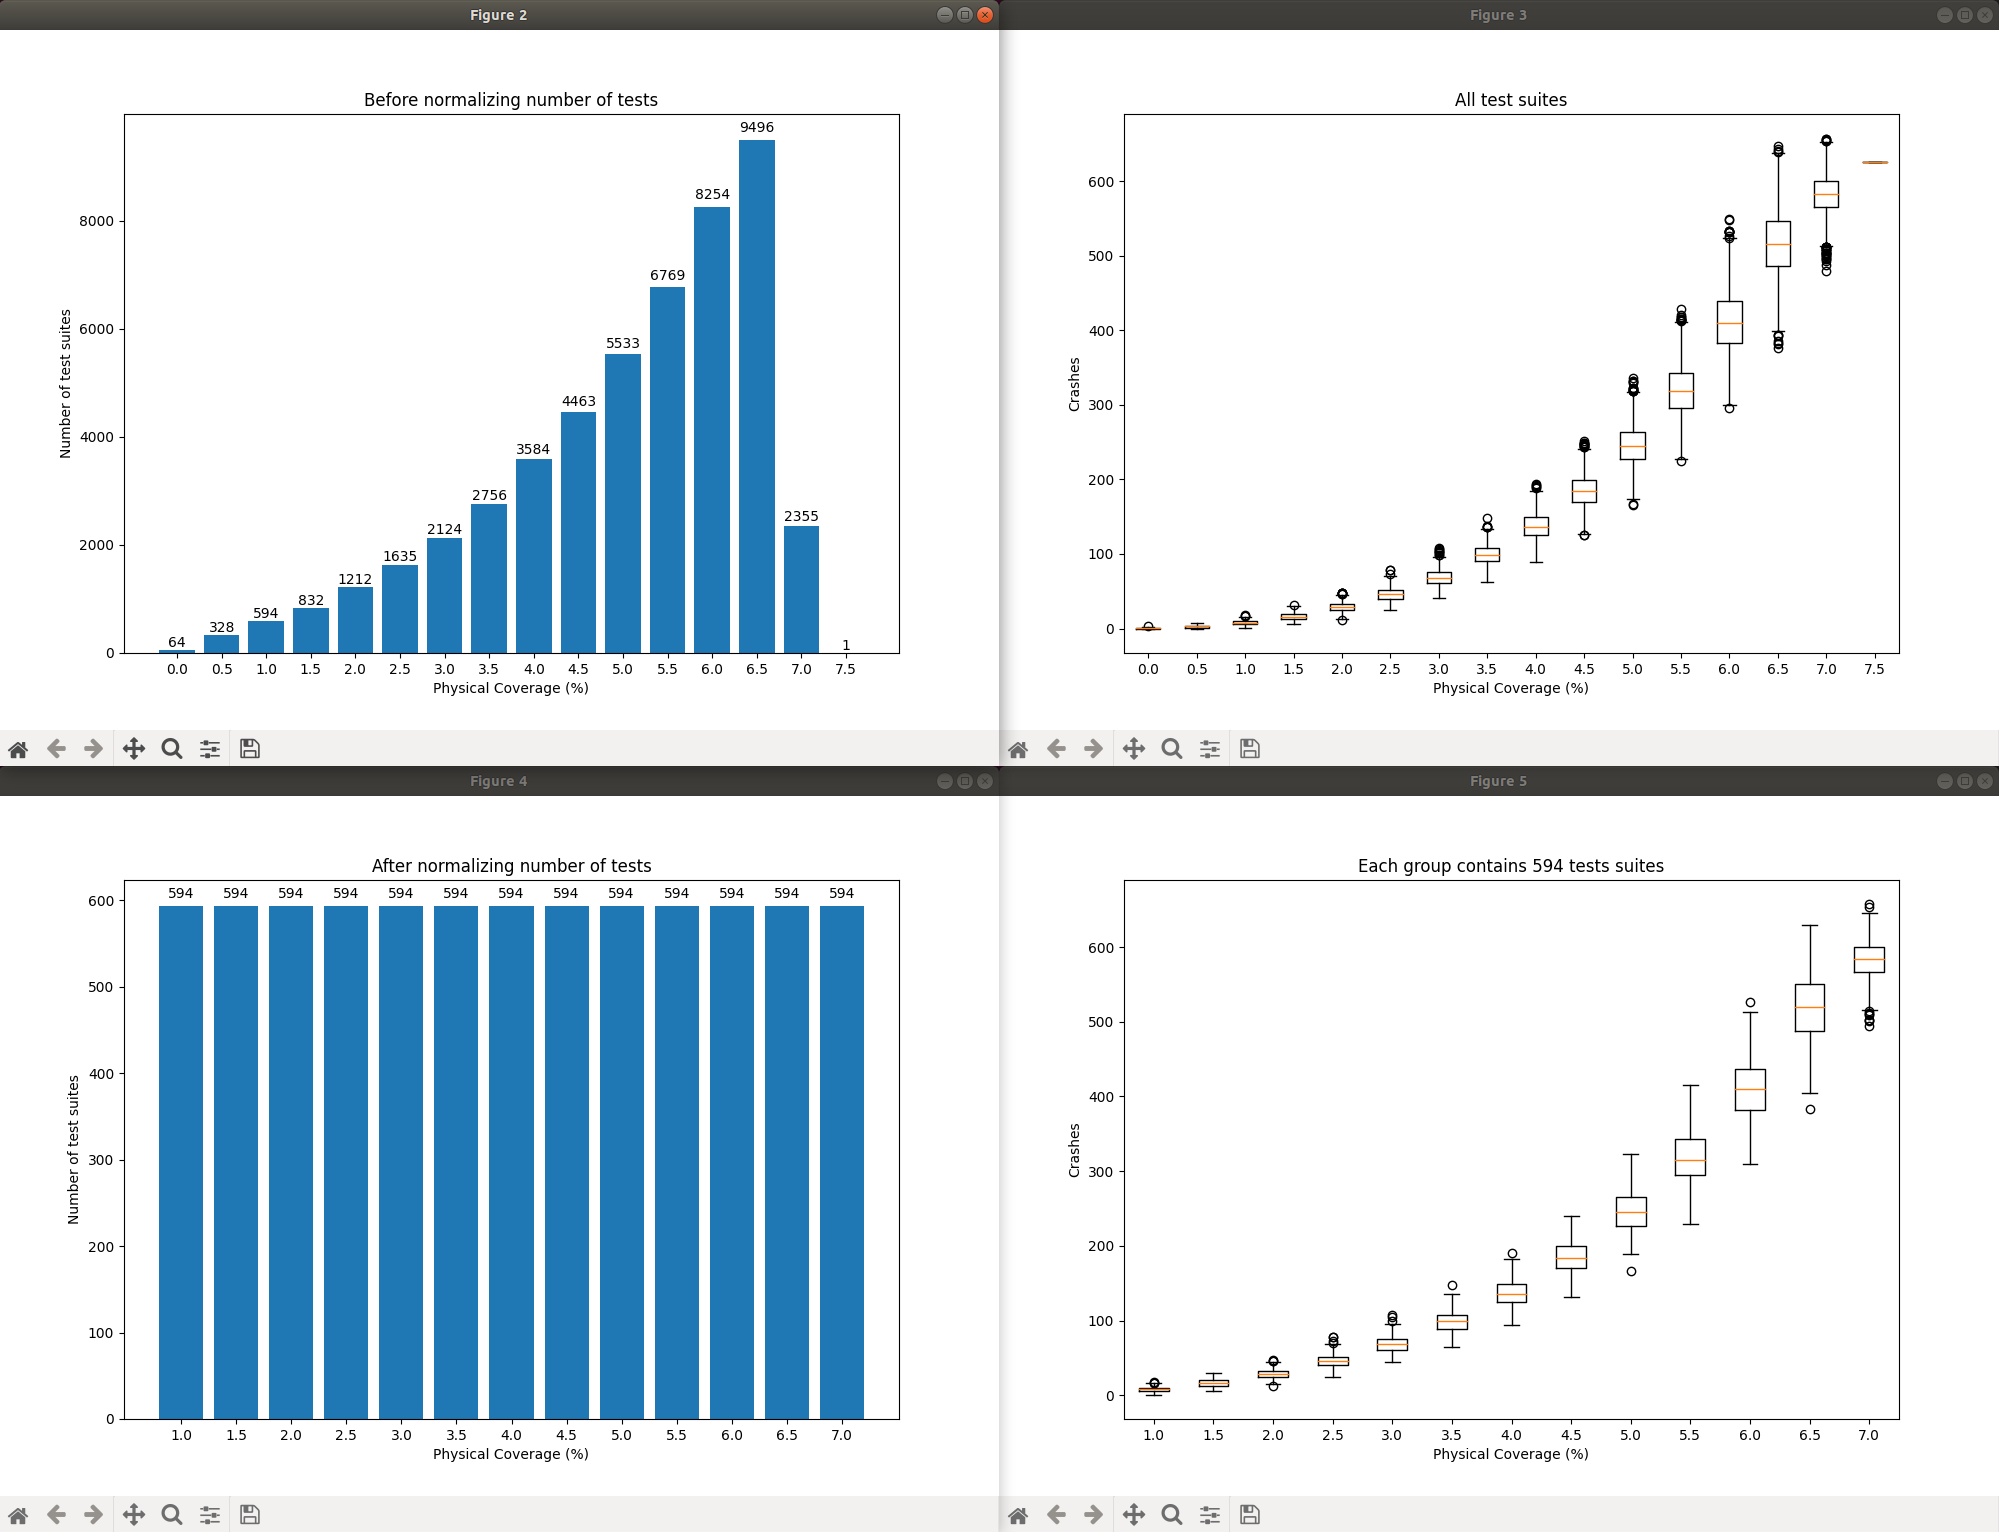 Figure 2
Before normalizing number of tests
9496
8254
6769
5533
4463
3584
2756
2355
2124
1635
1212
832
594
328
64
1
8000
6000
4000
2000
0
Number of test suites
0.0 0.5 1.0 1.5 2.0 2.5 3.0 3.5 4.0 4.5 5.0 5.5 6.0 6.5 7.0 7.5
Physical Coverage (%)
Figure 3
All test suites
600
500
400
300
200
100
0
Crashes
0.0 0.5 1.0 1.5 2.0 2.5 3.0 3.5 4.0 4.5 5.0 5.5 6.0 6.5 7.0 7.5
Physical Coverage (%)
Figure 4
After normalizing number of tests
594 594 594 594 594 594 594 594 594 594 594 594 594
600
500
400
300
200
100
0
Number of test suites
1.0 1.5 2.0 2.5 3.0 3.5 4.0 4.5 5.0 5.5 6.0 6.5 7.0
Physical Coverage (%)
Figure 5
Each group contains 594 tests suites
600
500
400
300
200
100
0
Crashes
1.0 1.5 2.0 2.5 3.0 3.5 4.0 4.5 5.0 5.5 6.0 6.5 7.0
Physical Coverage (%)